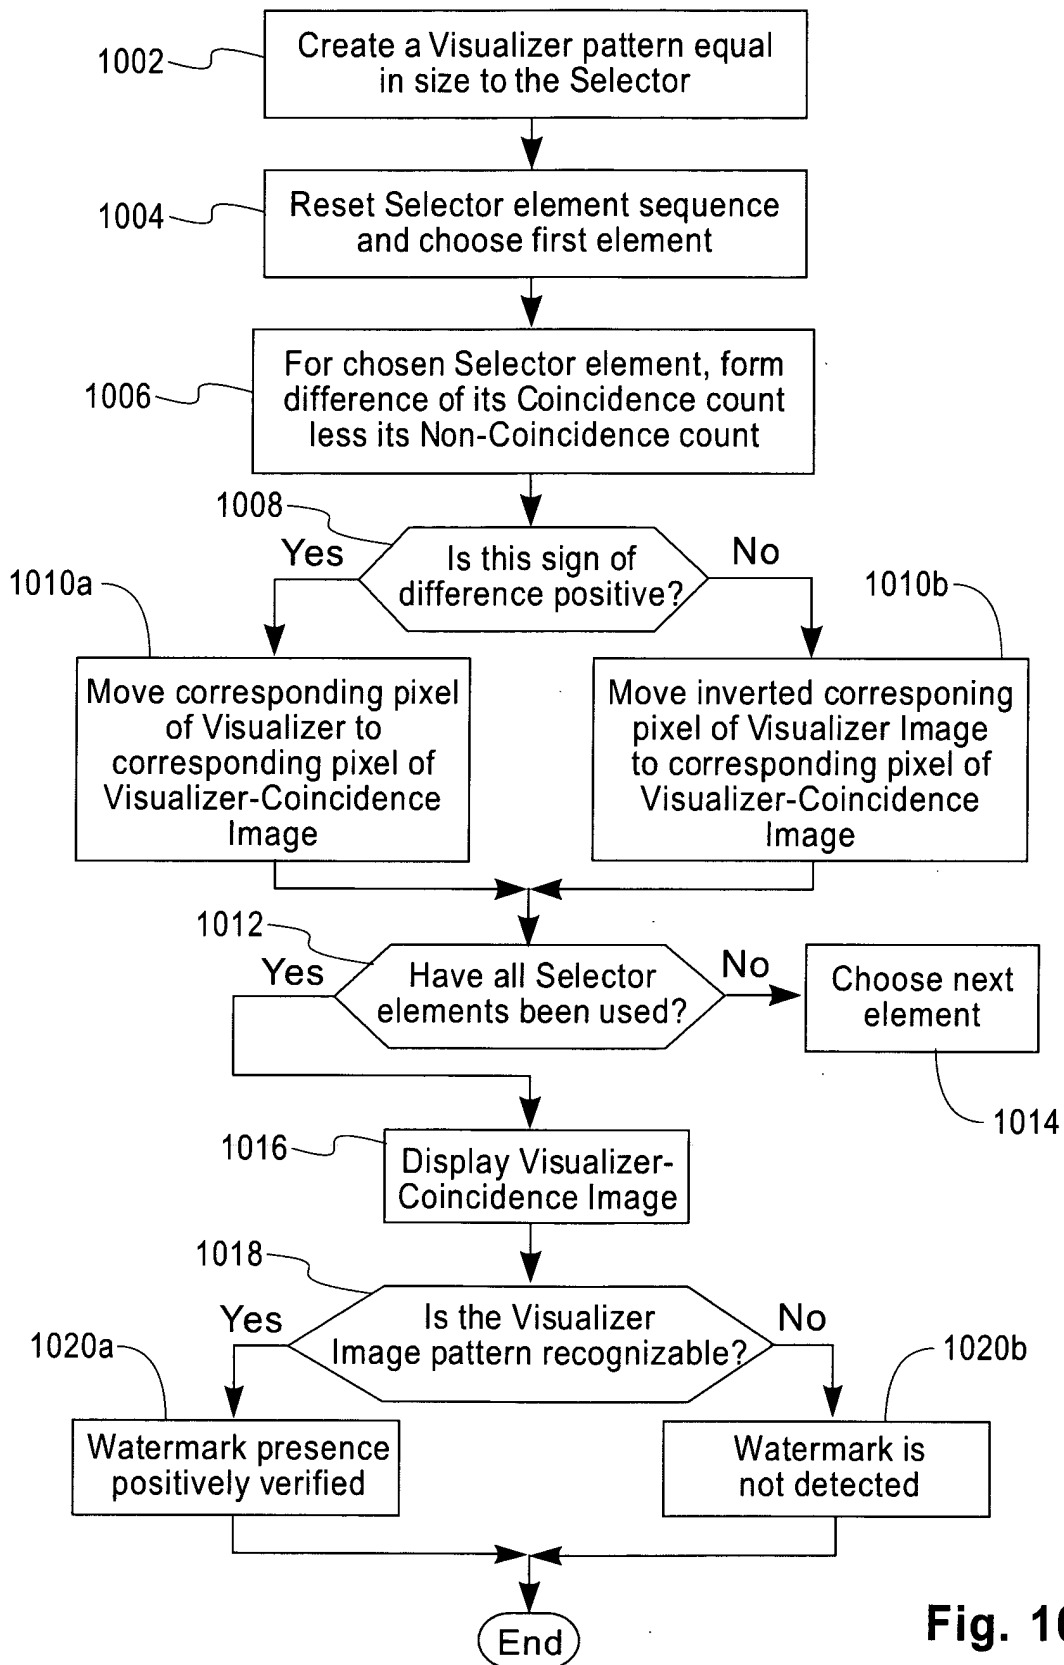 1002
Create a Visualizer pattern equal
in size to the Selector
1004
Reset Selector element sequence
and choose first element
1006
For chosen Selector element, form
difference of its Coincidence count
less its Non-Coincidence count
1008
Yes
Is this sign of
difference positive?
No
1010a
1010b
Move corresponding pixel
of Visualizer to
corresponding pixel of
Visualizer-Coincidence
Image
Move inverted corresponing
pixel of Visualizer Image
to corresponding pixel of
Visualizer-Coincidence
Image
1012
Yes
Have all Selector
elements been used?
No
Choose next
element
1014
1016
Display Visualizer-
Coincidence Image
1018
Yes
Is the Visualizer
Image pattern recognizable?
No
1020a
1020b
Watermark presence
positively verified
Watermark is
not detected
End
Fig. 10